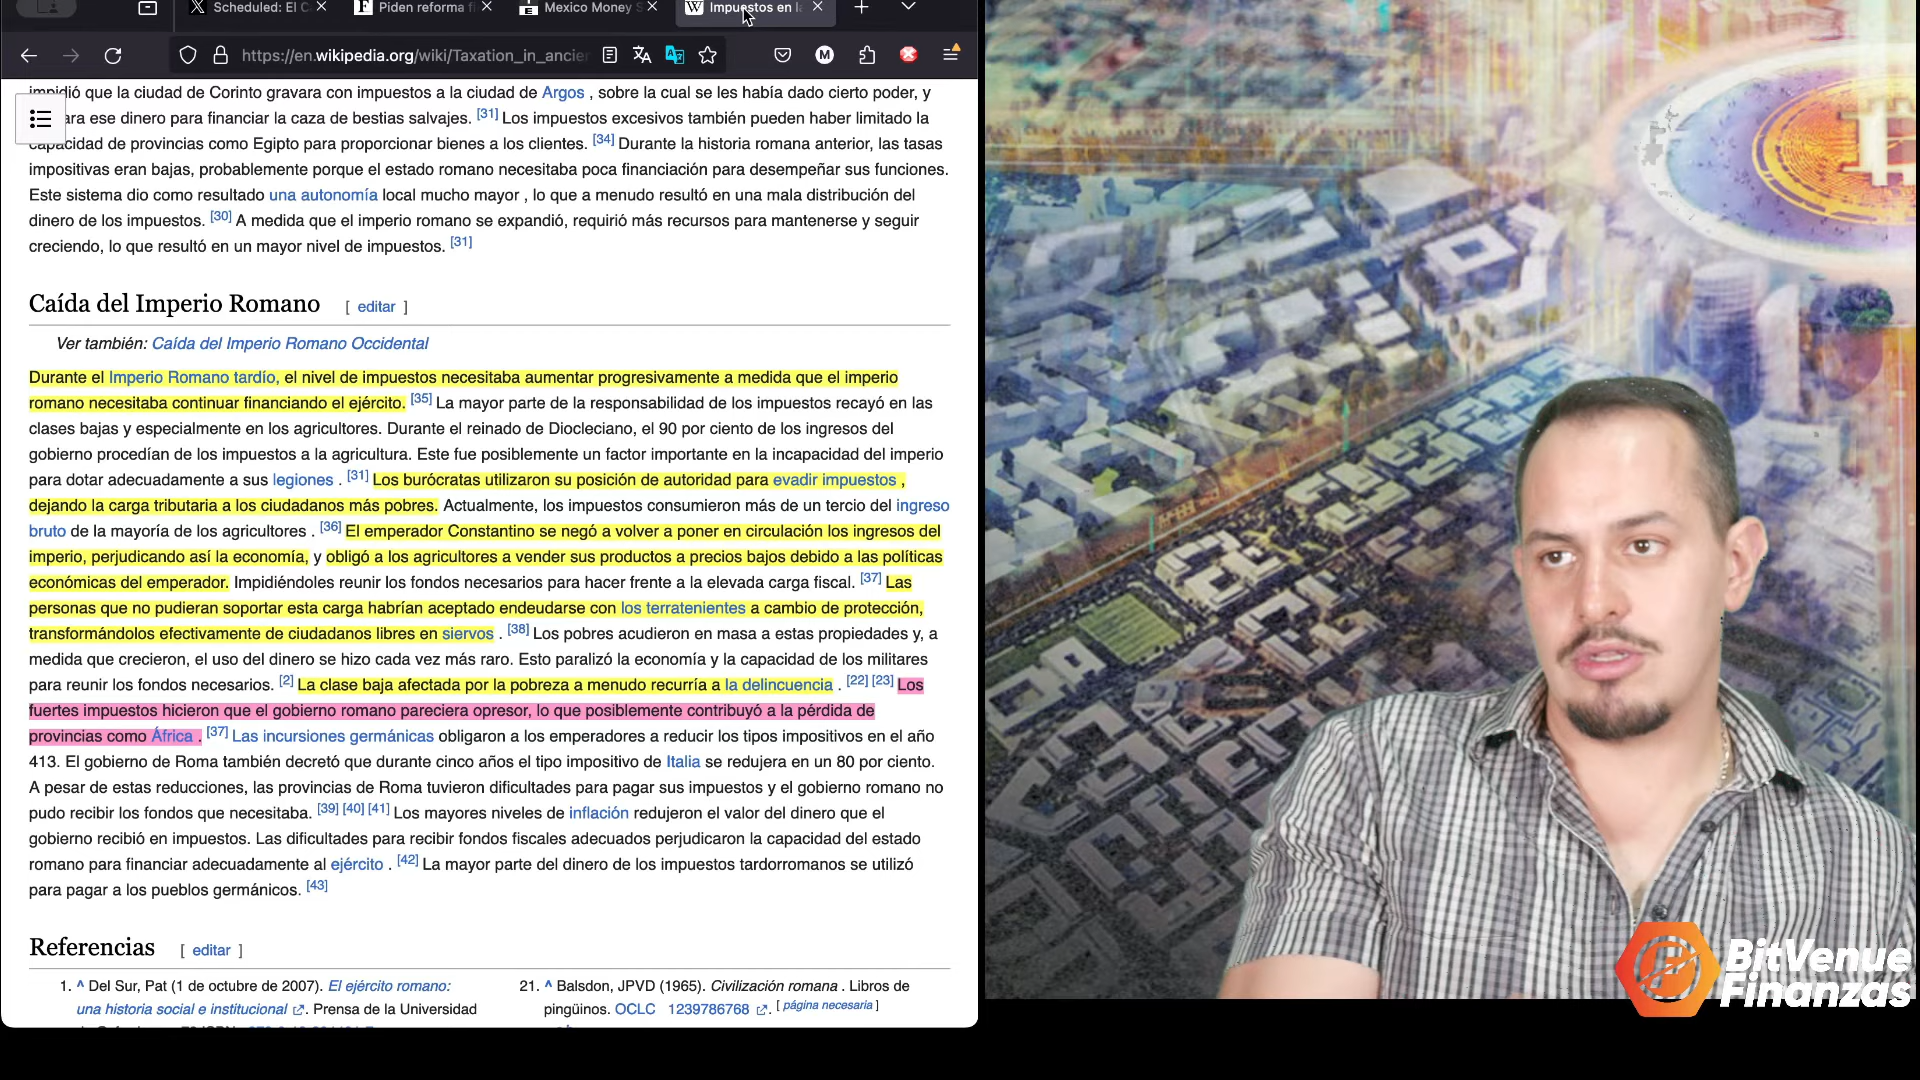 Scheduled: El C
Piden reforma fi
Mexico Money S
Impuestos en la
https://en.wikipedia.org/wiki/Taxation_in_ancie
M
impidió que la ciudad de Corinto gravara con impuestos a la ciudad de Argos , sobre la cual se les había dado cierto poder, y
ara ese dinero para financiar la caza de bestias salvajes. [31] Los impuestos excesivos también pueden haber limitado la
capacidad de provincias como Egipto para proporcionar bienes a los clientes. [34] Durante la historia romana anterior, las tasas
impositivas eran bajas, probablemente porque el estado romano necesitaba poca financiación para desempeñar sus funciones.
Este sistema dio como resultado una autonomía local mucho mayor , lo que a menudo resultó en una mala distribución del
dinero de los impuestos. [30] A medida que el imperio romano se expandió, requirió más recursos para mantenerse y seguir
creciendo, lo que resultó en un mayor nivel de impuestos. [31]
Caída del Imperio Romano [ editar ]
Ver también: Caída del Imperio Romano Occidental
Durante el Imperio Romano tardío, el nivel de impuestos necesitaba aumentar progresivamente a medida que el imperio
romano necesitaba continuar financiando el ejército. [35] La mayor parte de la responsabilidad de los impuestos recayó en las
clases bajas y especialmente en los agricultores. Durante el reinado de Diocleciano, el 90 por ciento de los ingresos del
gobierno procedían de los impuestos a la agricultura. Este fue posiblemente un factor importante en la incapacidad del imperio
para dotar adecuadamente a sus legiones . [31] Los burócratas utilizaron su posición de autoridad para evadir impuestos ,
dejando la carga tributaria a los ciudadanos más pobres. Actualmente, los impuestos consumieron más de un tercio del ingreso
bruto de la mayoría de los agricultores . [36] El emperador Constantino se negó a volver a poner en circulación los ingresos del
imperio, perjudicando así la economía, y obligó a los agricultores a vender sus productos a precios bajos debido a las políticas
económicas del emperador. Impidiéndoles reunir los fondos necesarios para hacer frente a la elevada carga fiscal. [37] Las
personas que no pudieran soportar esta carga habrían aceptado endeudarse con los terratenientes a cambio de protección,
transformándolos efectivamente de ciudadanos libres en siervos . [38] Los pobres acudieron en masa a estas propiedades y, a
medida que crecieron, el uso del dinero se hizo cada vez más raro. Esto paralizó la economía y la capacidad de los militares
para reunir los fondos necesarios. [2] La clase baja afectada por la pobreza a menudo recurría a la delincuencia . [22] [23] Los
fuertes impuestos hicieron que el gobierno romano pareciera opresor, lo que posiblemente contribuyó a la pérdida de
provincias como África . [37] Las incursiones germánicas obligaron a los emperadores a reducir los tipos impositivos en el año
413. El gobierno de Roma también decretó que durante cinco años el tipo impositivo de Italia se redujera en un 80 por ciento.
A pesar de estas reducciones, las provincias de Roma tuvieron dificultades para pagar sus impuestos y el gobierno romano no
pudo recibir los fondos que necesitaba. [39] [40] [41] Los mayores niveles de inflación redujeron el valor del dinero que el
gobierno recibió en impuestos. Las dificultades para recibir fondos fiscales adecuados perjudicaron la capacidad del estado
romano para financiar adecuadamente al ejército . [42] La mayor parte del dinero de los impuestos tardorromanos se utilizó
para pagar a los pueblos germánicos. [43]
Referencias [ editar ]
1. ^ Del Sur, Pat (1 de octubre de 2007). El ejército romano:
una historia social e institucional . Prensa de la Universidad
21. ^ Balsdon, JPVD (1965). Civilización romana . Libros de
pingüinos. OCLC 1239786768 . [ página necesaria ]
BitVenue
Finanzas